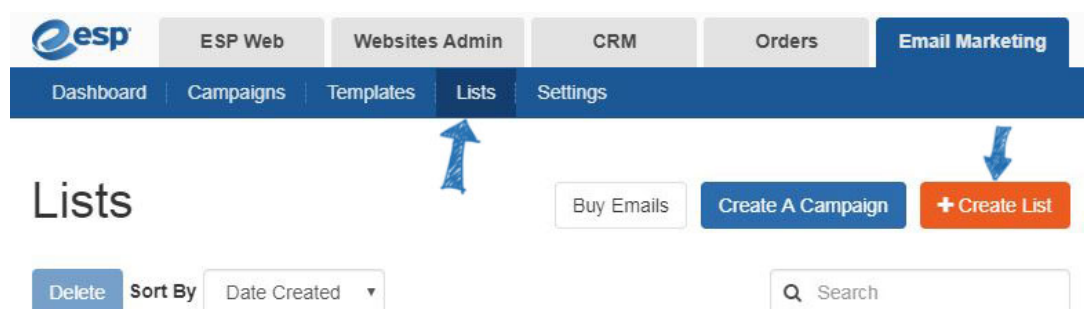 esp ESP Web Websites Admin CRM Orders Email Marketing
Dashboard Campaigns Templates Lists Settings
Lists Buy Emails Create A Campaign + Create List
Delete Sort By Date Created Search